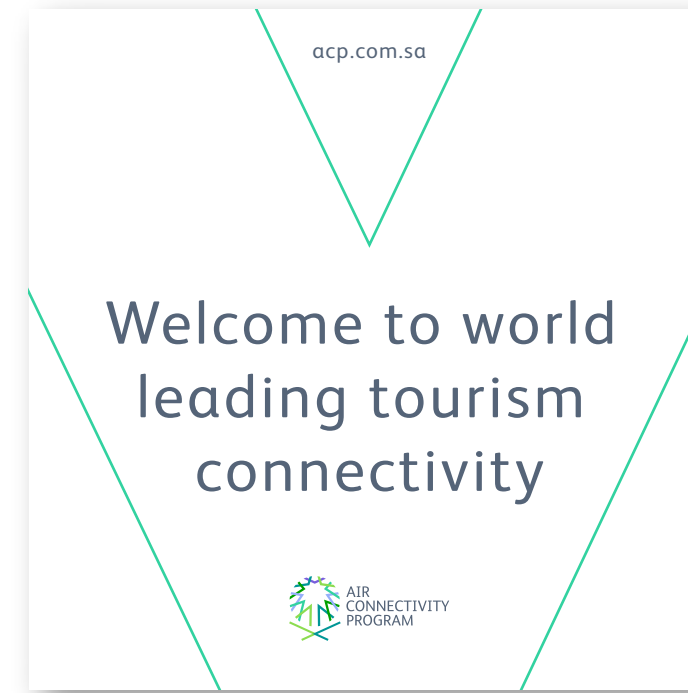 acp.com.sa
Welcome to world
leading tourism
connectivity
AIR
CONNECTIVITY
PROGRAM